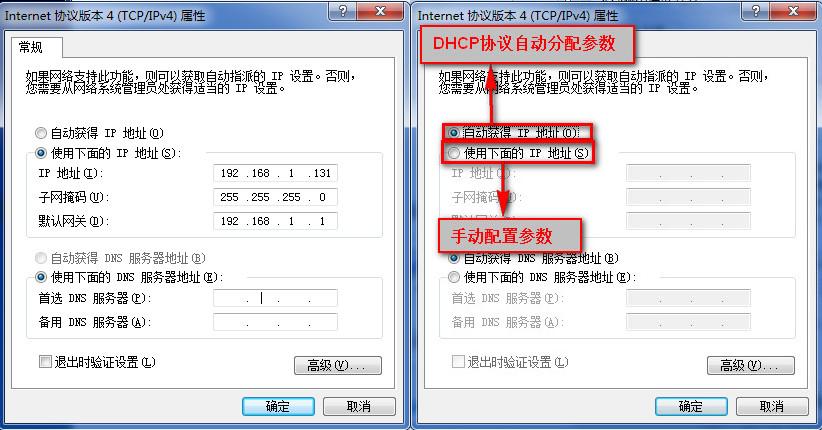 Internet 协议版本 4 (TCP/IPv4) 属性
常规
如果网络支持此功能，则可以获取自动指派的 IP 设置。否则，
您需要从网络系统管理员处获得适当的 IP 设置。
自动获得 IP 地址(O)
使用下面的 IP 地址(S):
IP 地址(I): 192 . 168 . 1 . 131
子网掩码(U): 255 . 255 . 255 . 0
默认网关(D): 192 . 168 . 1 . 1
自动获得 DNS 服务器地址(B)
使用下面的 DNS 服务器地址(E):
首选 DNS 服务器(P): . . .
备用 DNS 服务器(A): . . .
退出时验证设置(L)
高级(V)...
确定 取消
Internet 协议版本 4 (TCP/IPv4) 属性
DHCP协议自动分配参数
如果网络支持此功能，则可以获取自动指派的 IP 设置。否则，
您需要从网络系统管理员处获得适当的 IP 设置。
自动获得 IP 地址(O)
使用下面的 IP 地址(S)
IP 地址(I): . . .
子网掩码(U): . . .
默认网关(D): . . .
手动配置参数
自动获得 DNS 服务器地址(B)
使用下面的 DNS 服务器地址(E):
首选 DNS 服务器(P): . . .
备用 DNS 服务器(A): . . .
退出时验证设置(L)
高级(V)...
确定 取消